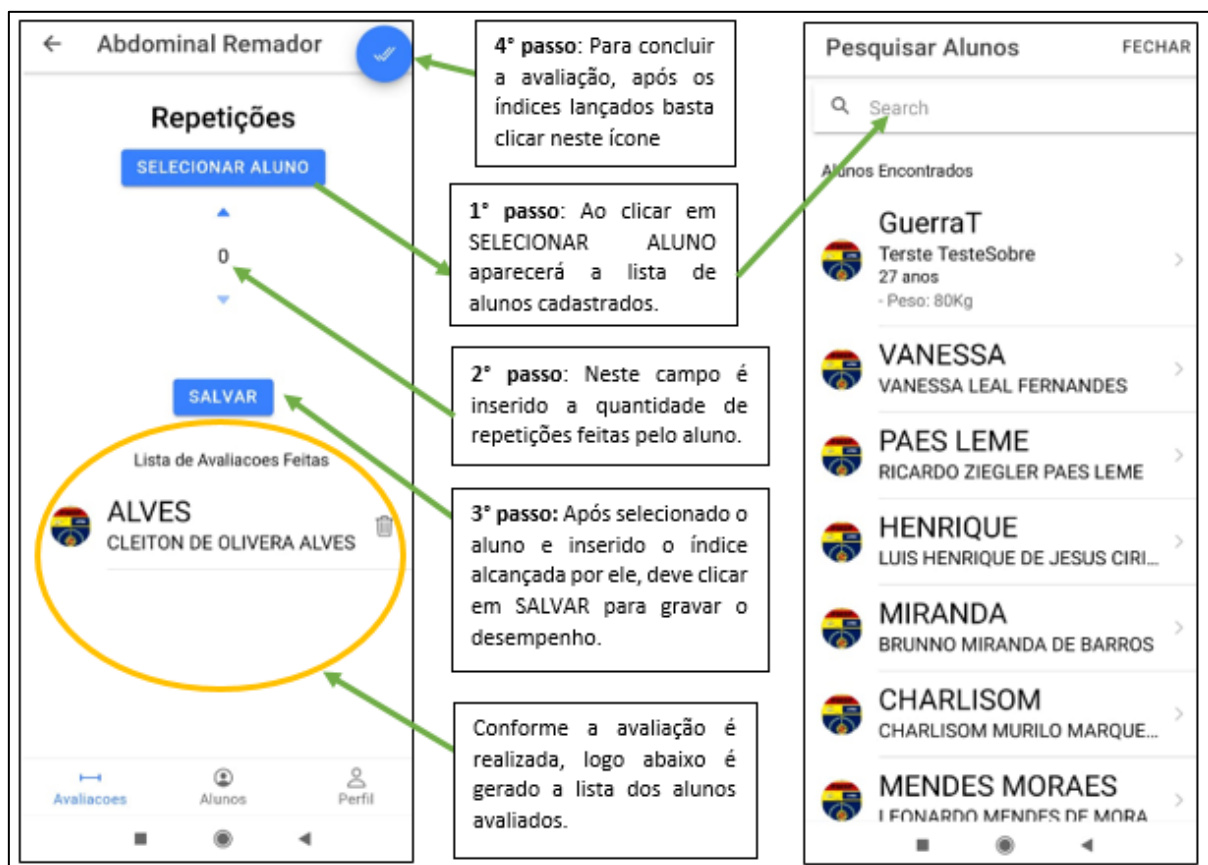 Abdominal Remador
Repetições
SELECIONAR ALUNO
0
SALVAR
Lista de Avaliacoes Feitas
ALVES
CLEITON DE OLIVERA ALVES
Avaliacoes
Alunos
Perfil
4° passo: Para concluir
a avaliação, após os
índices lançados basta
clicar neste ícone
1° passo: Ao clicar em
SELECIONAR ALUNO
aparecerá a lista de
alunos cadastrados.
2° passo: Neste campo é
inserido a quantidade de
repetições feitas pelo aluno.
3° passo: Após selecionado o
aluno e inserido o índice
alcançada por ele, deve clicar
em SALVAR para gravar o
desempenho.
Conforme a avaliação é
realizada, logo abaixo é
gerado a lista dos alunos
avaliados.
Pesquisar Alunos
FECHAR
Search
Alunos Encontrados
GuerraT
Terste TesteSobre
27 anos
- Peso: 80Kg
VANESSA
VANESSA LEAL FERNANDES
PAES LEME
RICARDO ZIEGLER PAES LEME
HENRIQUE
LUIS HENRIQUE DE JESUS CIRI...
MIRANDA
BRUNNO MIRANDA DE BARROS
CHARLISOM
CHARLISOM MURILO MARQUE...
MENDES MORAES
LEONARDO MENDES DE MORA